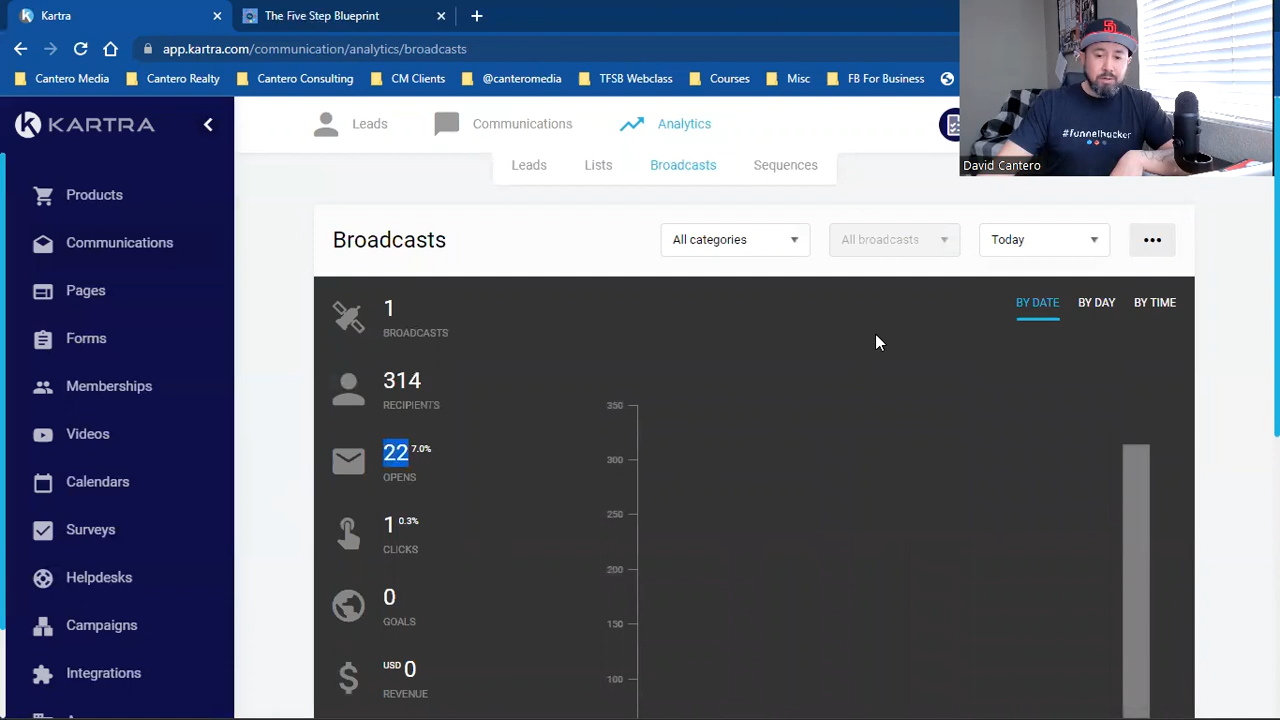 Kartra
The Five Step Blueprint
app.kartra.com/communication/analytics/broadcasts
Cantero Media
Cantero Realty
Cantero Consulting
CM Clients
@canteromedia
TFSB Webclass
Courses
Misc
FB For Business
#funnelhacker
David Cantero
KARTRA
Leads
Communications
Analytics
Leads
Lists
Broadcasts
Sequences
Products
Communications
Pages
Forms
Memberships
Videos
Calendars
Surveys
Helpdesks
Campaigns
Integrations
Broadcasts
All categories
All broadcasts
Today
BY DATE
BY DAY
BY TIME
1
BROADCASTS
314
RECIPIENTS
22 7.0%
OPENS
1 0.3%
CLICKS
0
GOALS
USD 0
REVENUE
350
300
250
200
150
100